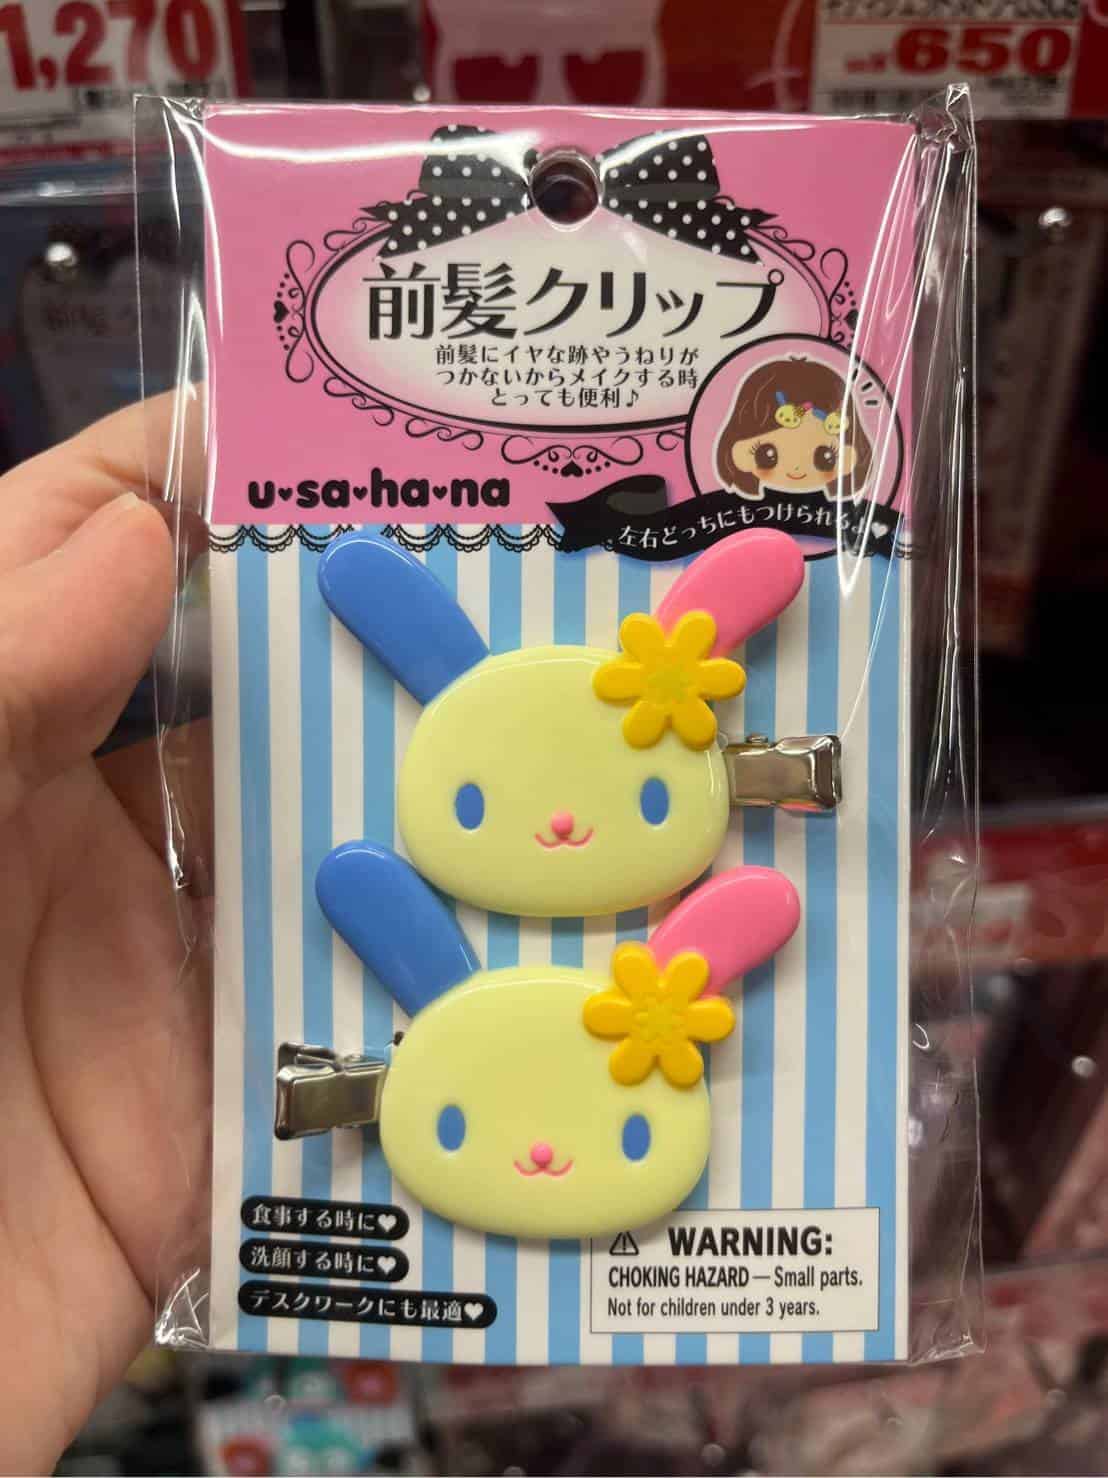 1,270
650
前髪クリップ
前髪にイヤな跡やうねりが
つかないからメイクする時
とっても便利♪
u♥sa♥ha♥na
左右どっちにもつけられるよ♥
食事する時に♥
洗顔する時に♥
デスクワークにも最適♥
⚠ WARNING:
CHOKING HAZARD — Small parts.
Not for children under 3 years.